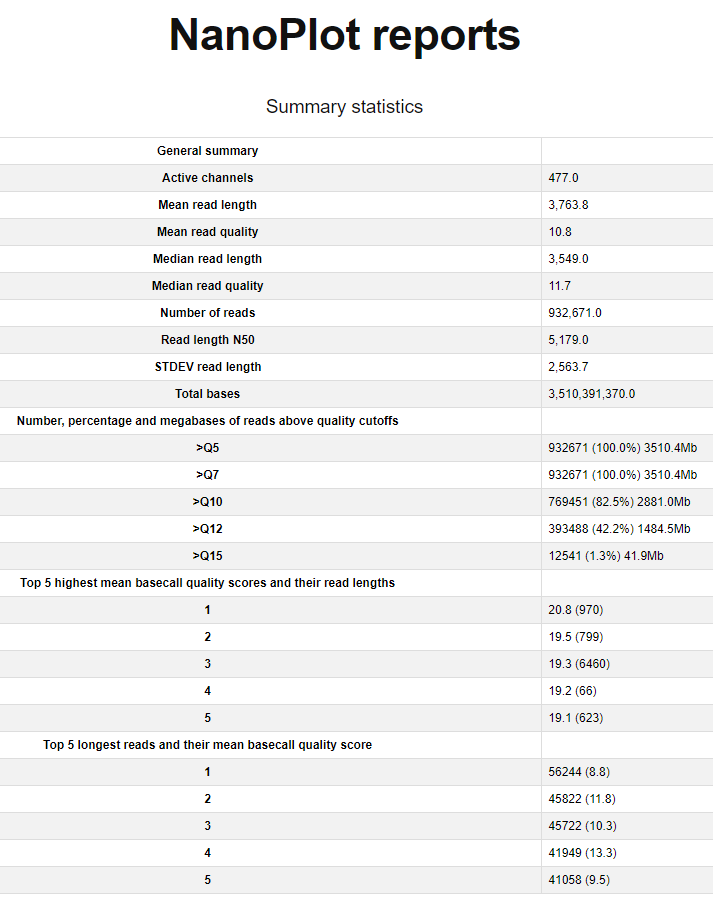 NanoPlot reports
Summary statistics
General summary
Active channels 477.0
Mean read length 3,763.8
Mean read quality 10.8
Median read length 3,549.0
Median read quality 11.7
Number of reads 932,671.0
Read length N50 5,179.0
STDEV read length 2,563.7
Total bases 3,510,391,370.0
Number, percentage and megabases of reads above quality cutoffs
>Q5 932671 (100.0%) 3510.4Mb
>Q7 932671 (100.0%) 3510.4Mb
>Q10 769451 (82.5%) 2881.0Mb
>Q12 393488 (42.2%) 1484.5Mb
>Q15 12541 (1.3%) 41.9Mb
Top 5 highest mean basecall quality scores and their read lengths
1 20.8 (970)
2 19.5 (799)
3 19.3 (6460)
4 19.2 (66)
5 19.1 (623)
Top 5 longest reads and their mean basecall quality score
1 56244 (8.8)
2 45822 (11.8)
3 45722 (10.3)
4 41949 (13.3)
5 41058 (9.5)